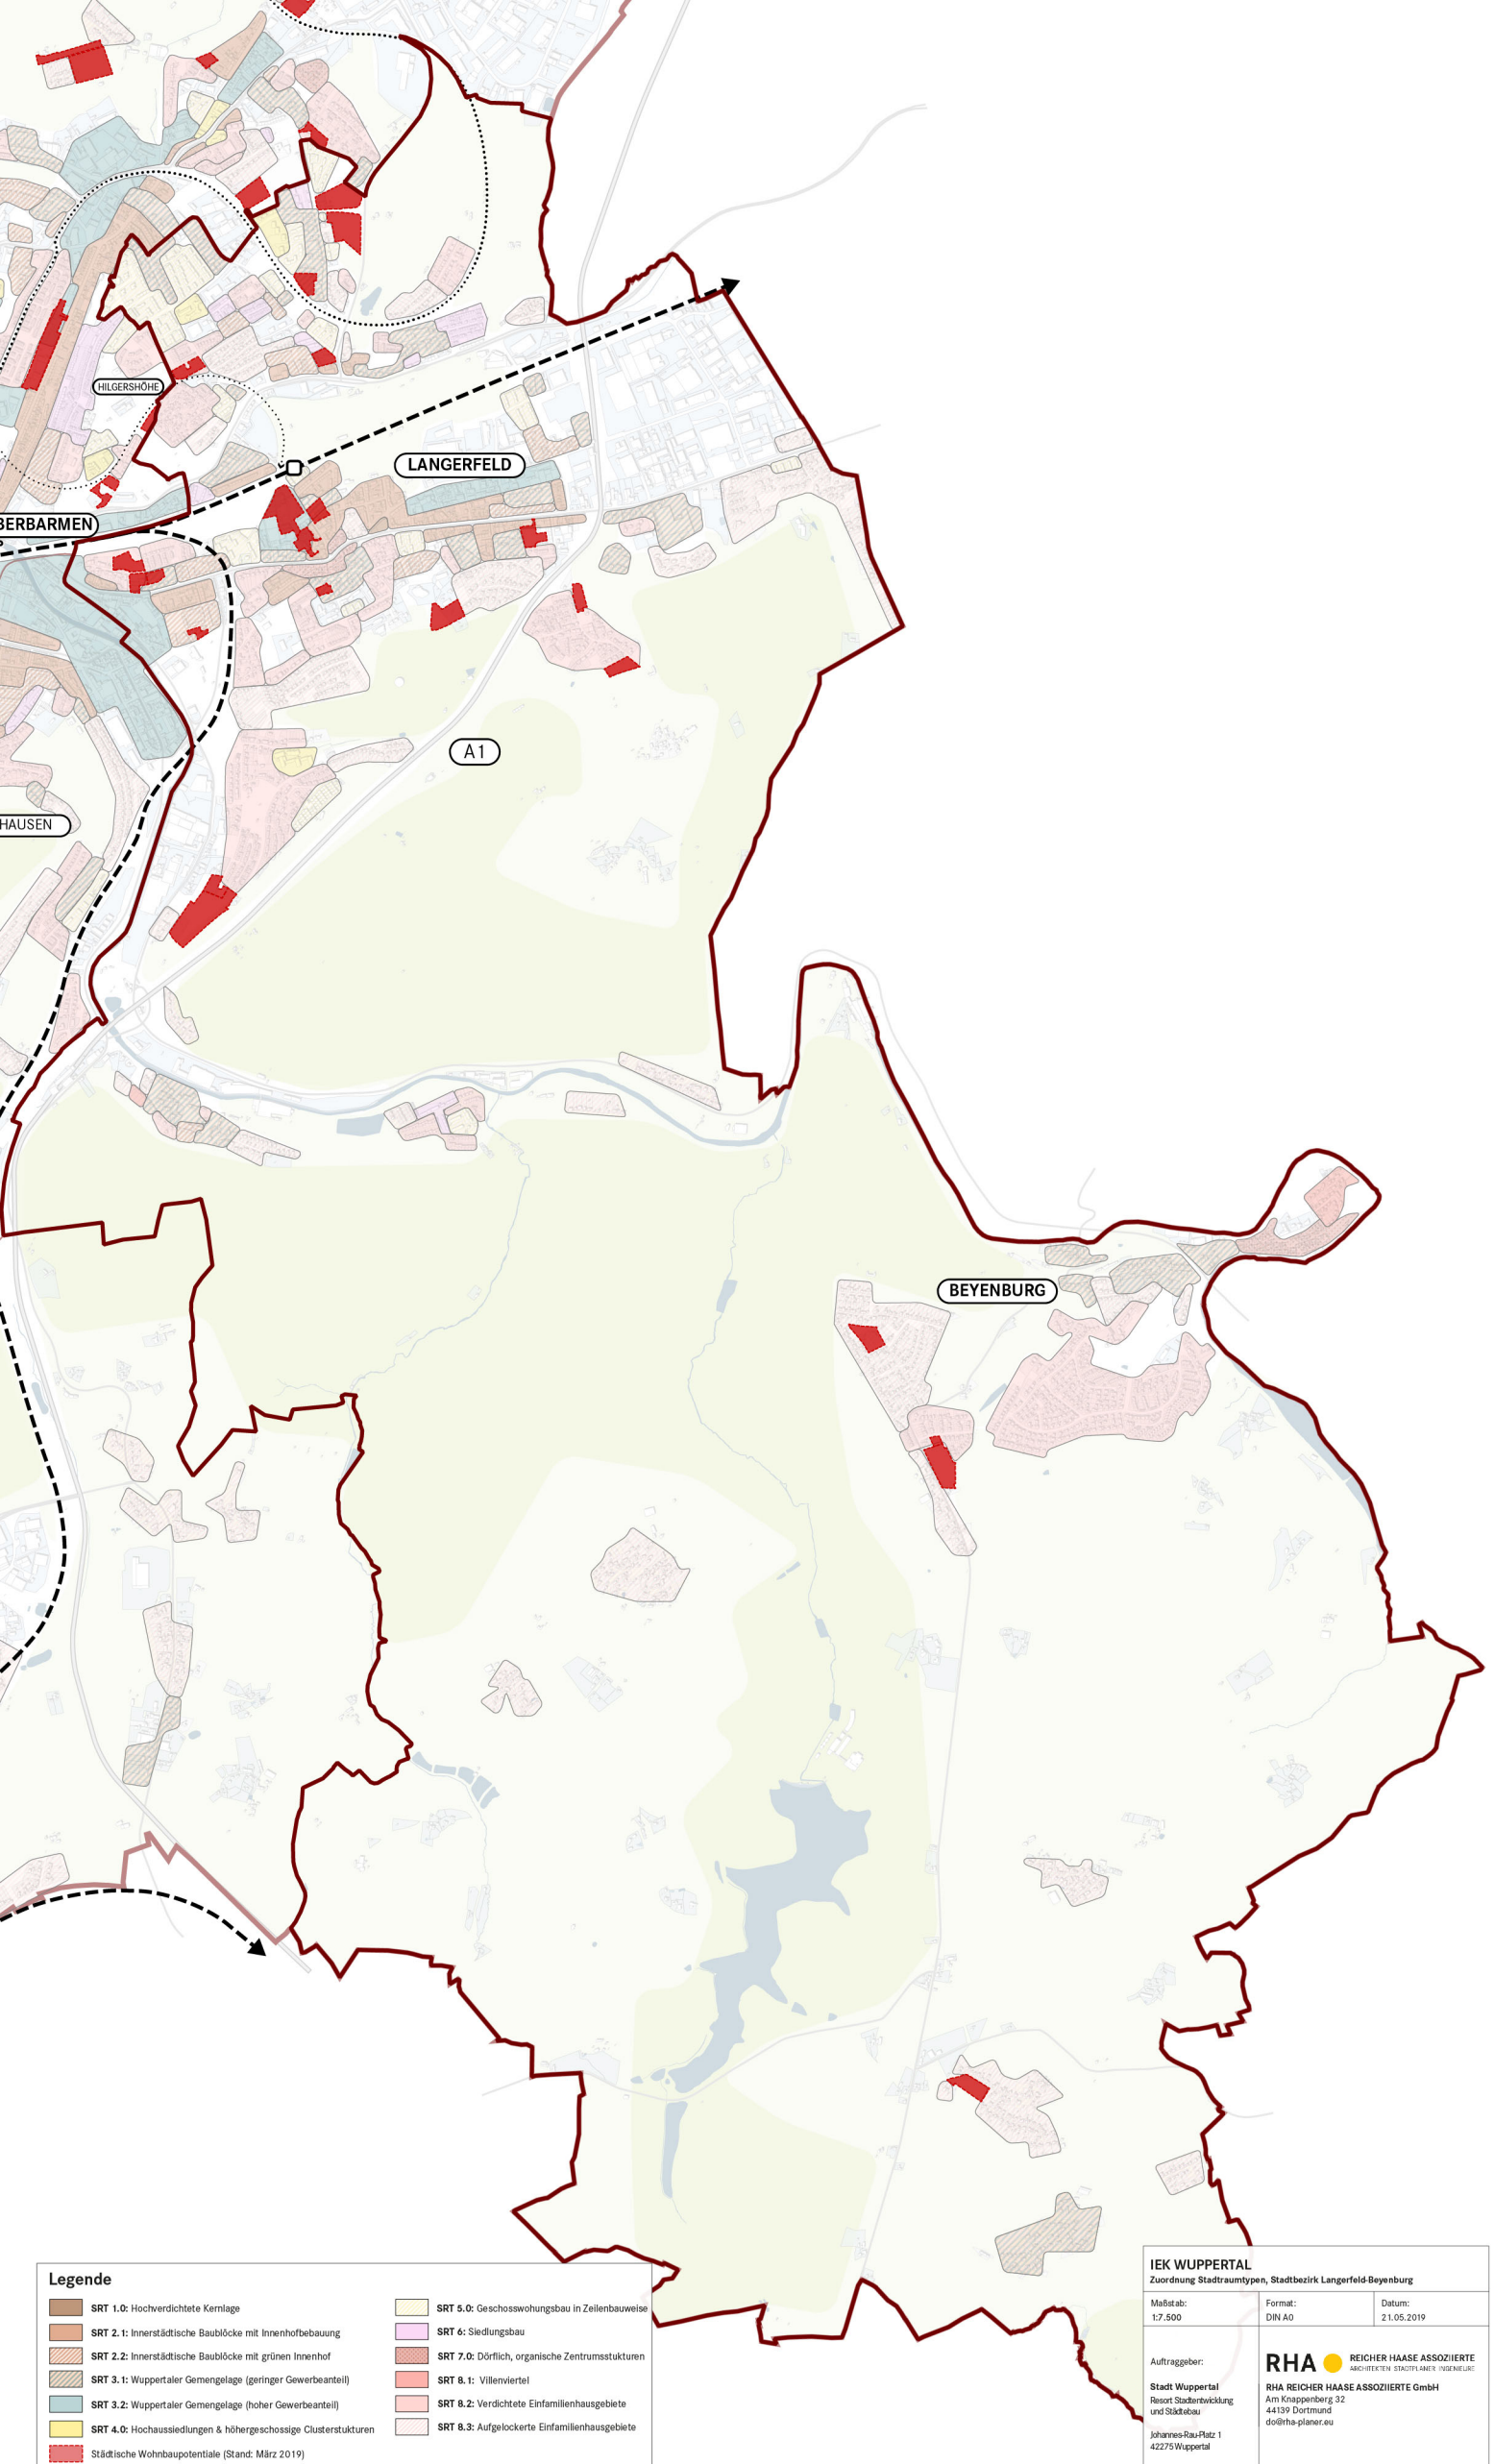 HILGERSHÖHE
LANGERFELD
BERBARMEN
A 1
HAUSEN
BEYENBURG
Legende
SRT 1.0: Hochverdichtete Kernlage
SRT 2.1: Innerstädtische Baublöcke mit Innenhofbebauung
SRT 2.2: Innerstädtische Baublöcke mit grünen Innenhof
SRT 3.1: Wuppertaler Gemengelage (geringer Gewerbeanteil)
SRT 3.2: Wuppertaler Gemengelage (hoher Gewerbeanteil)
SRT 4.0: Hochaussiedlungen & höhergeschossige Clusterstukturen
Städtische Wohnbaupotentiale (Stand: März 2019)
SRT 5.0: Geschosswohungsbau in Zeilenbauweise
SRT 6: Siedlungsbau
SRT 7.0: Dörflich, organische Zentrumsstukturen
SRT 8.1: Villenviertel
SRT 8.2: Verdichtete Einfamilienhausgebiete
SRT 8.3: Aufgelockerte Einfamilienhausgebiete
IEK WUPPERTAL
Zuordnung Stadtraumtypen, Stadtbezirk Langerfeld-Beyenburg
Maßstab:
1:7.500
Format:
DIN A0
Datum:
21.05.2019
Auftraggeber:
Stadt Wuppertal
Resort Stadtentwicklung
und Städtebau
Johannes-Rau-Platz 1
42275 Wuppertal
RHA REICHER HAASE ASSOZIIERTE
ARCHITEKTEN STADTPLANER INGENIEURE
RHA REICHER HAASE ASSOZIIERTE GmbH
Am Knappenberg 32
44139 Dortmund
do@rha-planer.eu